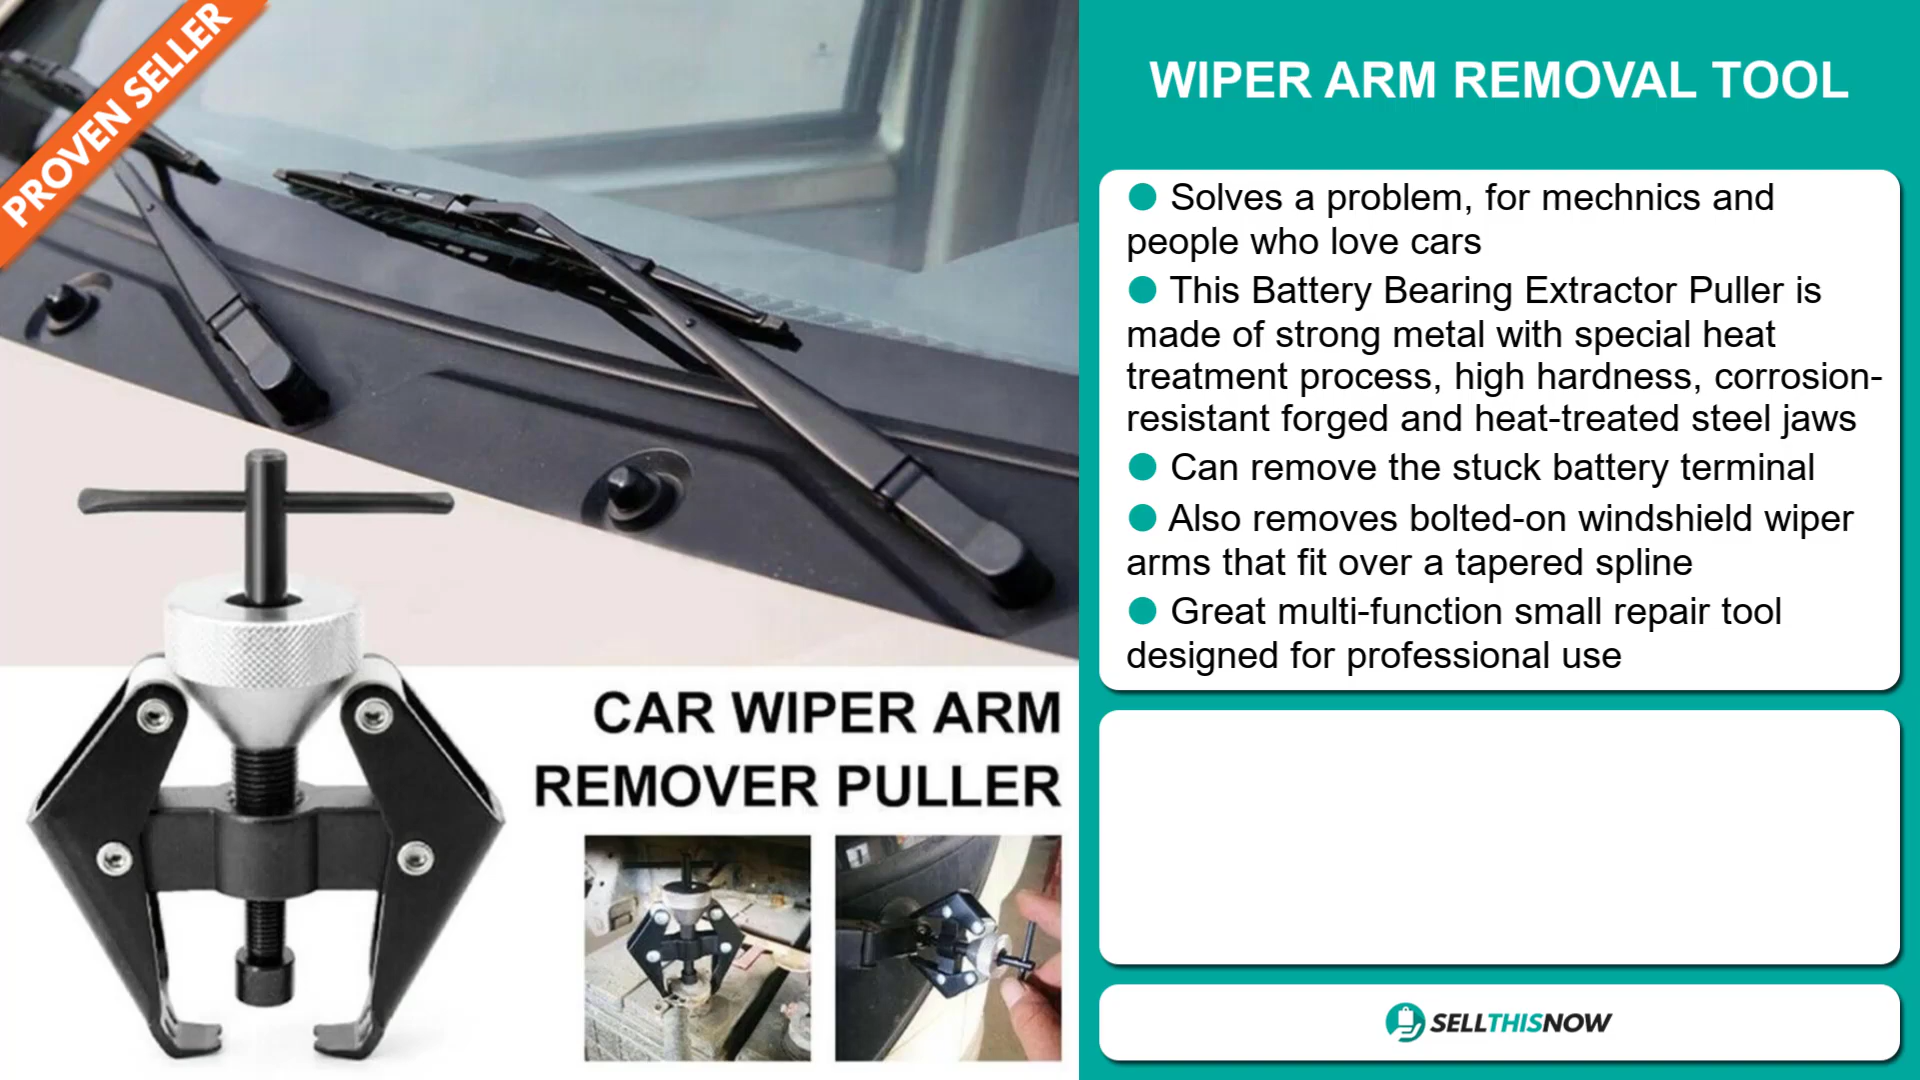 PROVEN SELLER
WIPER ARM REMOVAL TOOL
● Solves a problem, for mechnics and
people who love cars
● This Battery Bearing Extractor Puller is
made of strong metal with special heat
treatment process, high hardness, corrosion-
resistant forged and heat-treated steel jaws
● Can remove the stuck battery terminal
● Also removes bolted-on windshield wiper
arms that fit over a tapered spline
● Great multi-function small repair tool
designed for professional use
CAR WIPER ARM
REMOVER PULLER
SELLTHISNOW